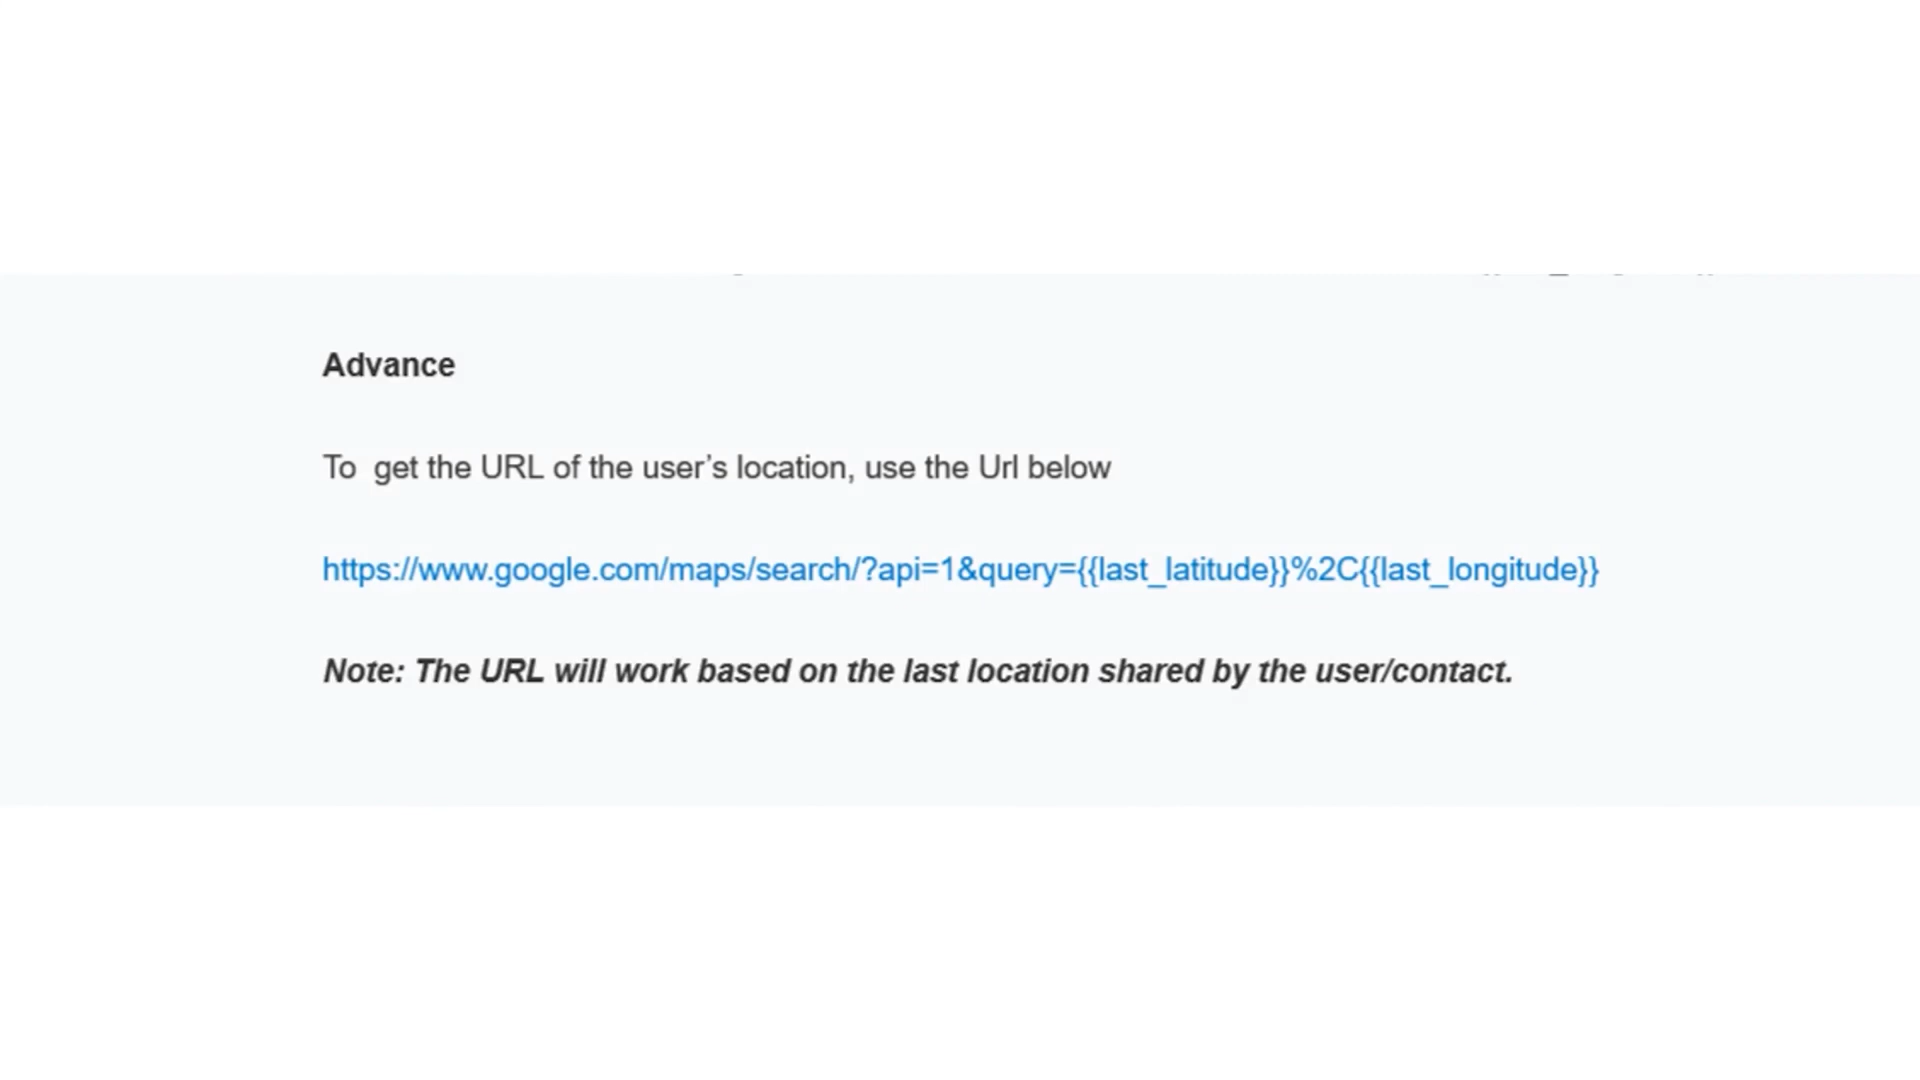 Advance
To  get the URL of the user’s location, use the Url below
https://www.google.com/maps/search/?api=1&query={{last_latitude}}%2C{{last_longitude}}
Note: The URL will work based on the last location shared by the user/contact.